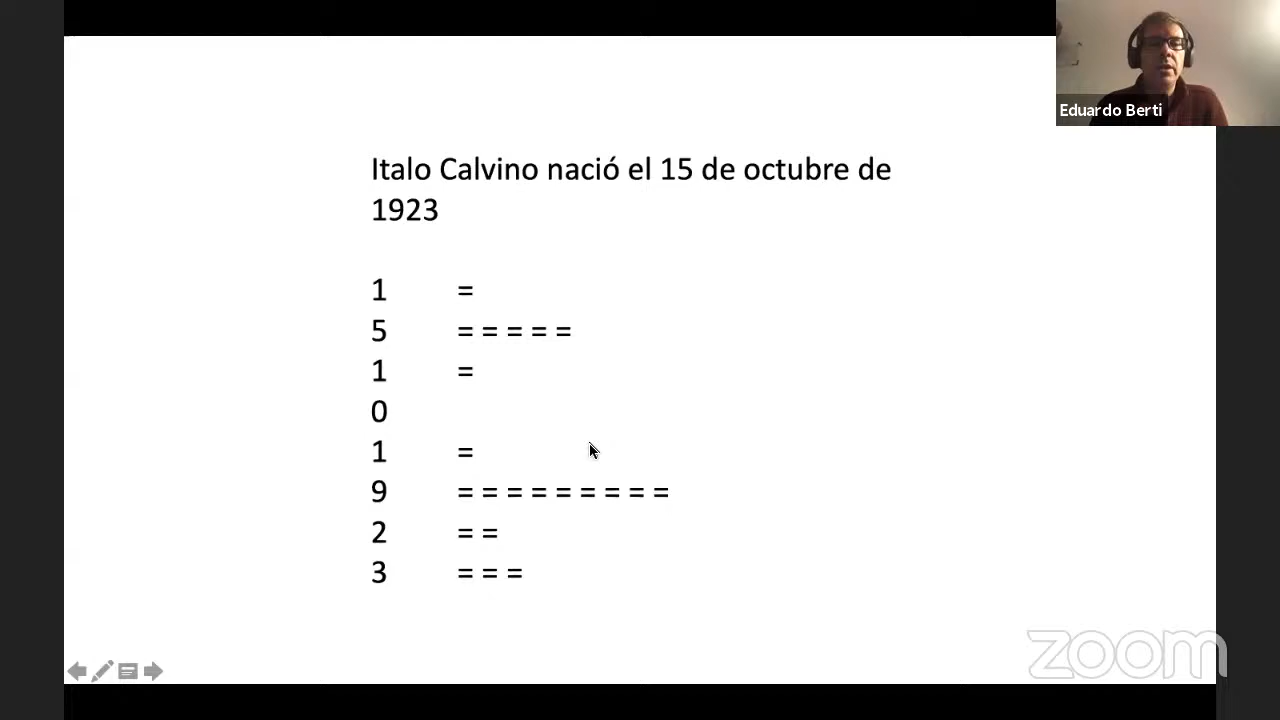 Eduardo Berti
Italo Calvino nació el 15 de octubre de
1923
1 =
5 = = = = =
1 =
0
1 =
9 = = = = = = = = =
2 = =
3 = = =
zoom